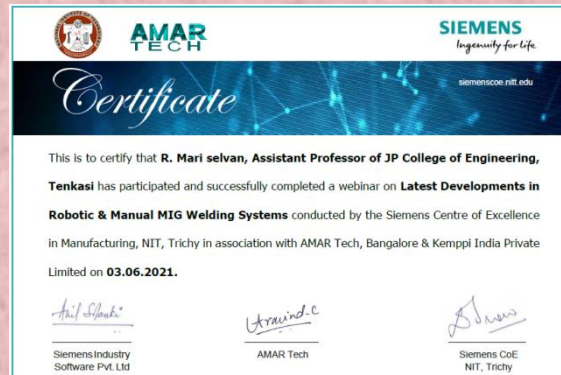 AMAR
TECH
SIEMENS
Ingenuity for life
Certificate
siemenscoe.nitt.edu
This is to certify that R. Mari selvan, Assistant Professor of JP College of Engineering,
Tenkasi has participated and successfully completed a webinar on Latest Developments in
Robotic & Manual MIG Welding Systems conducted by the Siemens Centre of Excellence
in Manufacturing, NIT, Trichy in association with AMAR Tech, Bangalore & Kemppi India Private
Limited on 03.06.2021.
Aravind.C
Siemens Industry
Software Pvt. Ltd
AMAR Tech
Siemens CoE
NIT, Trichy